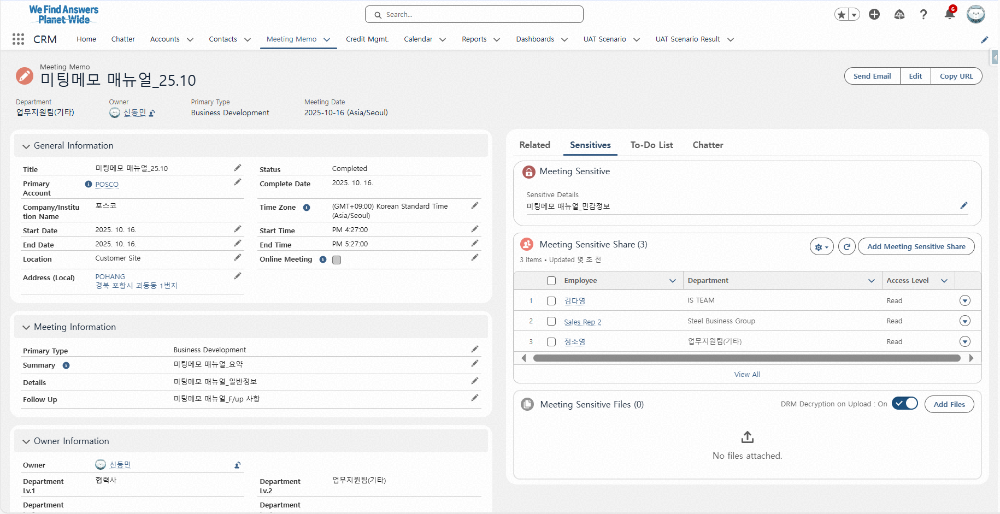 We Find Answers
Planet Wide
Search...
6
CRM
Home
Chatter
Accounts
Contacts
Meeting Memo
Credit Mgmt.
Calendar
Reports
Dashboards
UAT Scenario
UAT Scenario Result
Meeting Memo
미팅메모 매뉴얼_25.10
Send Email
Edit
Copy URL
Department
업무지원팀(기타)
Owner
신동민
Primary Type
Business Development
Meeting Date
2025-10-16 (Asia/Seoul)
General Information
Title
미팅메모 매뉴얼_25.10
Status
Completed
Primary
Account
POSCO
Complete Date
2025. 10. 16.
Company/Institu
tion Name
포스코
Time Zone
(GMT+09:00) Korean Standard Time
(Asia/Seoul)
Start Date
2025. 10. 16.
Start Time
PM 4:27:00
End Date
2025. 10. 16.
End Time
PM 5:27:00
Location
Customer Site
Online Meeting
Address (Local)
POHANG
경북 포항시 괴동동 1번지
Meeting Information
Primary Type
Business Development
Summary
미팅메모 매뉴얼_요약
Details
미팅메모 매뉴얼_일반정보
Follow Up
미팅메모 매뉴얼_F/up 사항
Owner Information
Owner
신동민
Department
Lv.1
협력사
Department
Lv.2
업무지원팀(기타)
Department
Department
Related
Sensitives
To-Do List
Chatter
Meeting Sensitive
Sensitive Details
미팅메모 매뉴얼_민감정보
Meeting Sensitive Share (3)
3 items • Updated 몇 초 전
Add Meeting Sensitive Share
Employee
Department
Access Level
1
김다영
IS TEAM
Read
2
Sales Rep 2
Steel Business Group
Read
3
정소영
업무지원팀(기타)
Read
View All
Meeting Sensitive Files (0)
DRM Decryption on Upload : On
Add Files
No files attached.